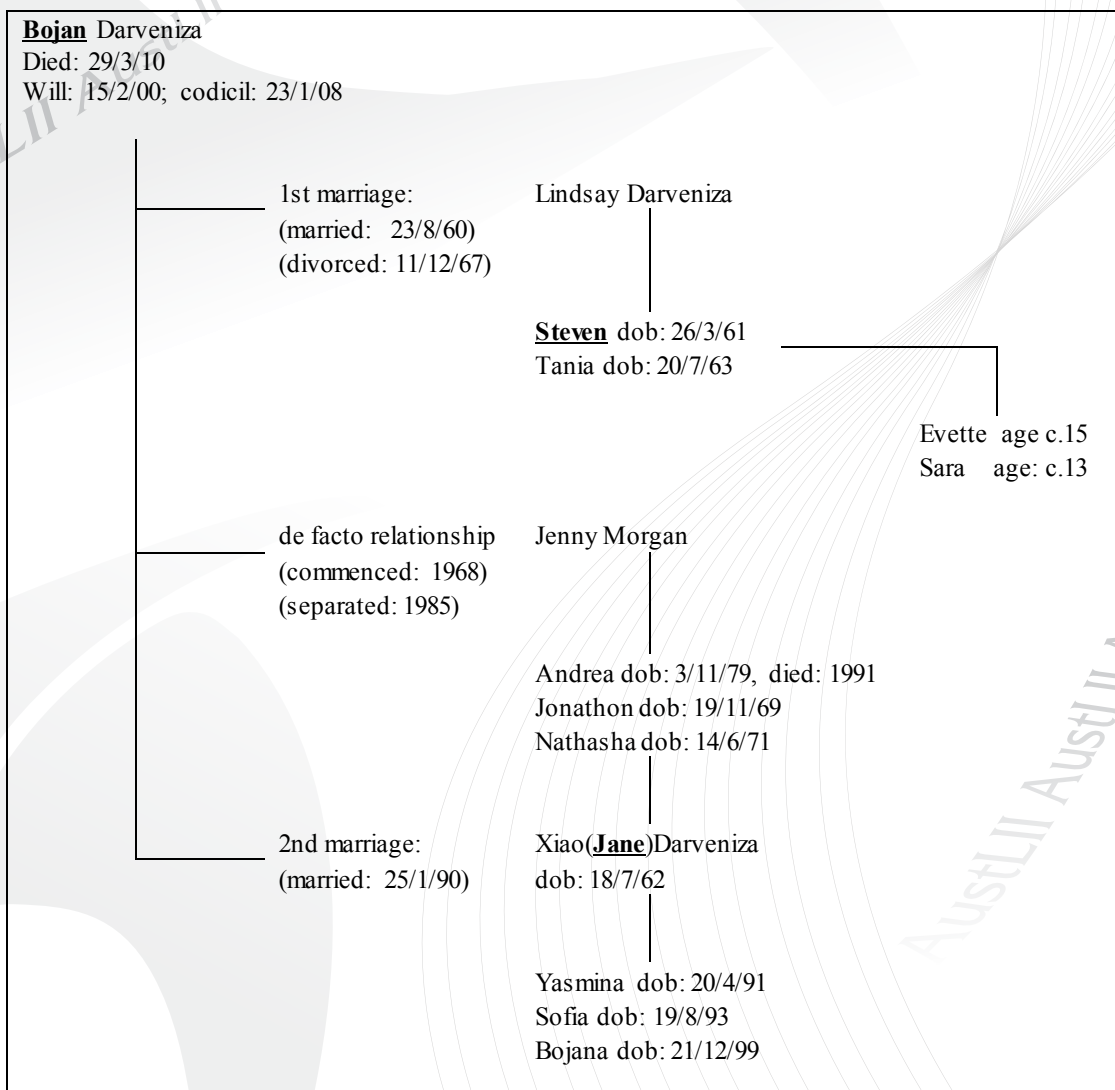 Bojan Darveniza
Died: 29/3/10
Will: 15/2/00; codicil: 23/1/08
1st marriage:
(married: 23/8/60)
(divorced: 11/12/67)
Lindsay Darveniza
Steven dob: 26/3/61
Tania dob: 20/7/63
Evette age c.15
Sara age: c.13
de facto relationship
(commenced: 1968)
(separated: 1985)
Jenny Morgan
Andrea dob: 3/11/79, died: 1991
Jonathon dob: 19/11/69
Nathasha dob: 14/6/71
2nd marriage:
(married: 25/1/90)
Xiao(Jane)Darveniza
dob: 18/7/62
Yasmina dob: 20/4/91
Sofia dob: 19/8/93
Bojana dob: 21/12/99
LII AustLII
AustLII AustLII